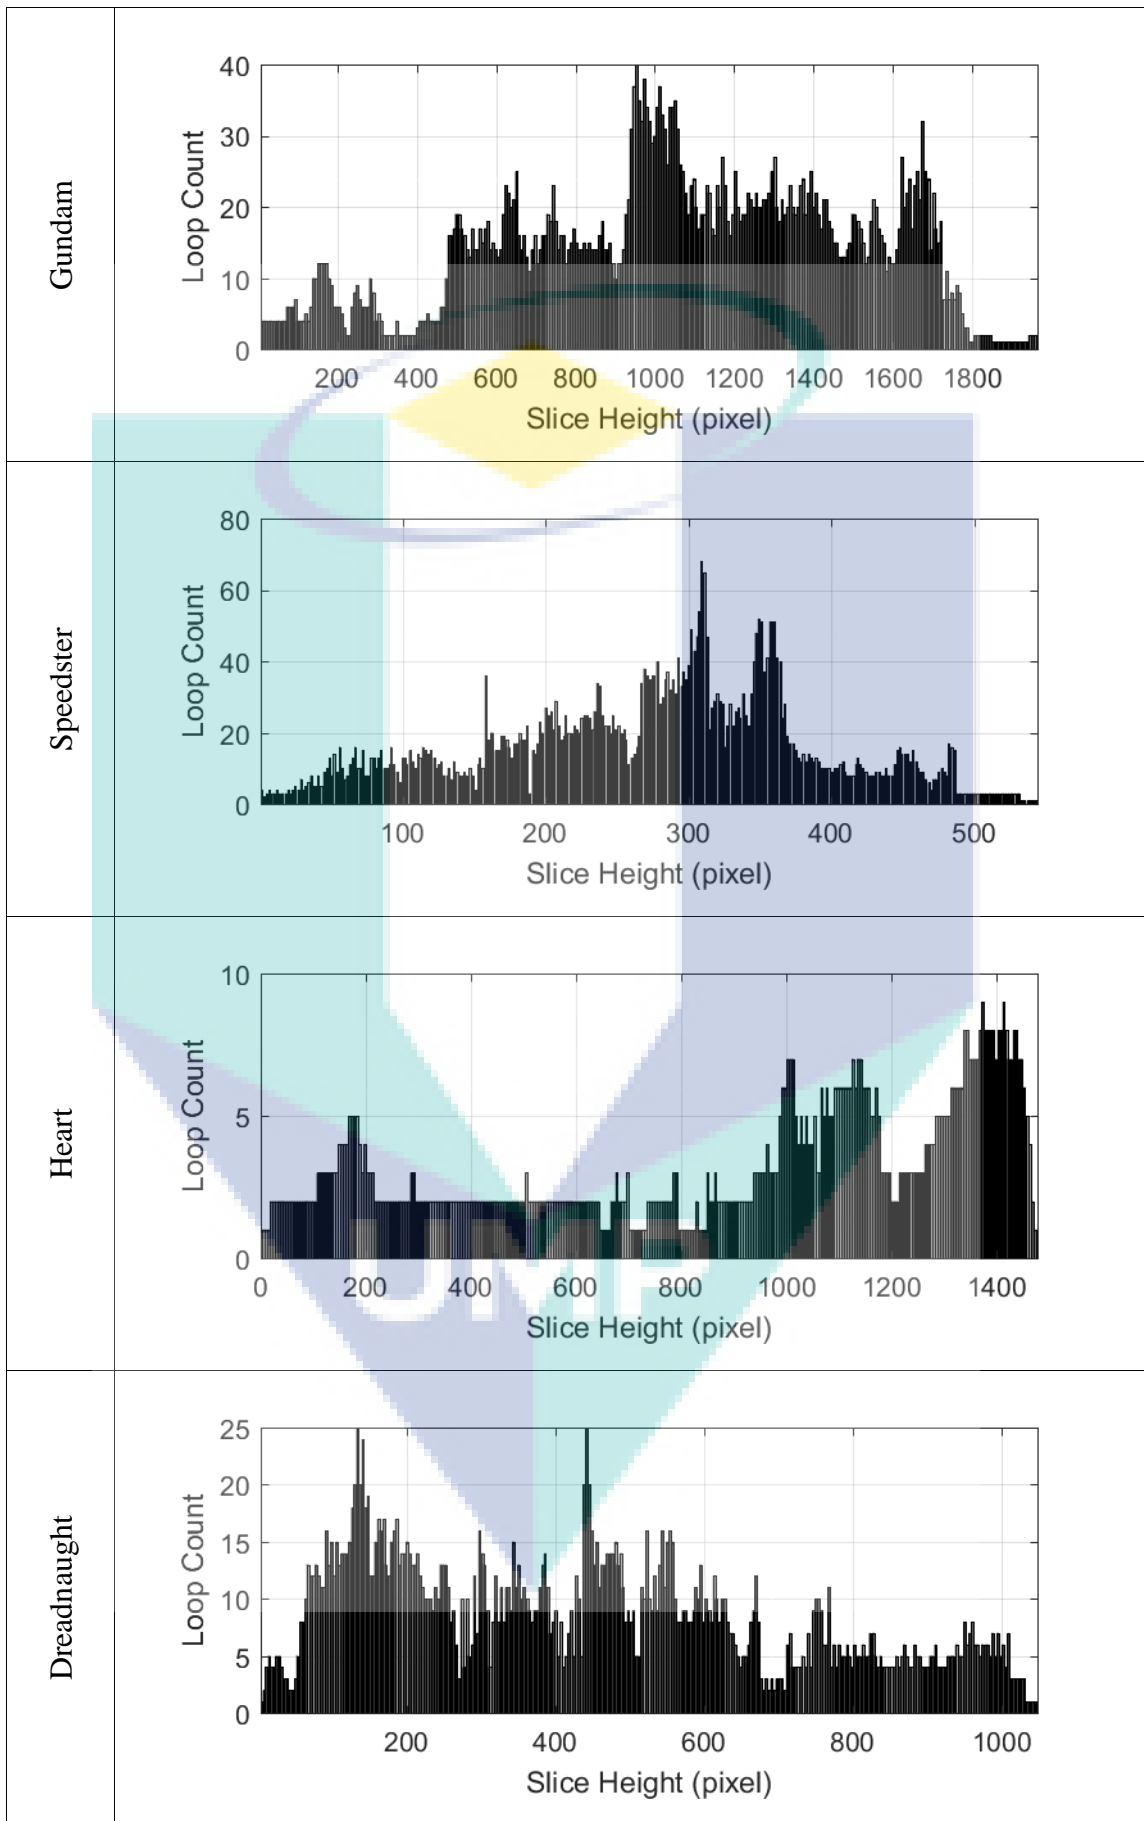 Gundam
Loop Count
40
30
20
10
0
200 400 600 800 1000 1200 1400 1600 1800
Slice Height (pixel)
Speedster
Loop Count
80
60
40
20
0
100 200 300 400 500
Slice Height (pixel)
Heart
Loop Count
10
5
0
0 200 400 600 800 1000 1200 1400
UMP
Slice Height (pixel)
Dreadnaught
Loop Count
25
20
15
10
5
0
200 400 600 800 1000
Slice Height (pixel)